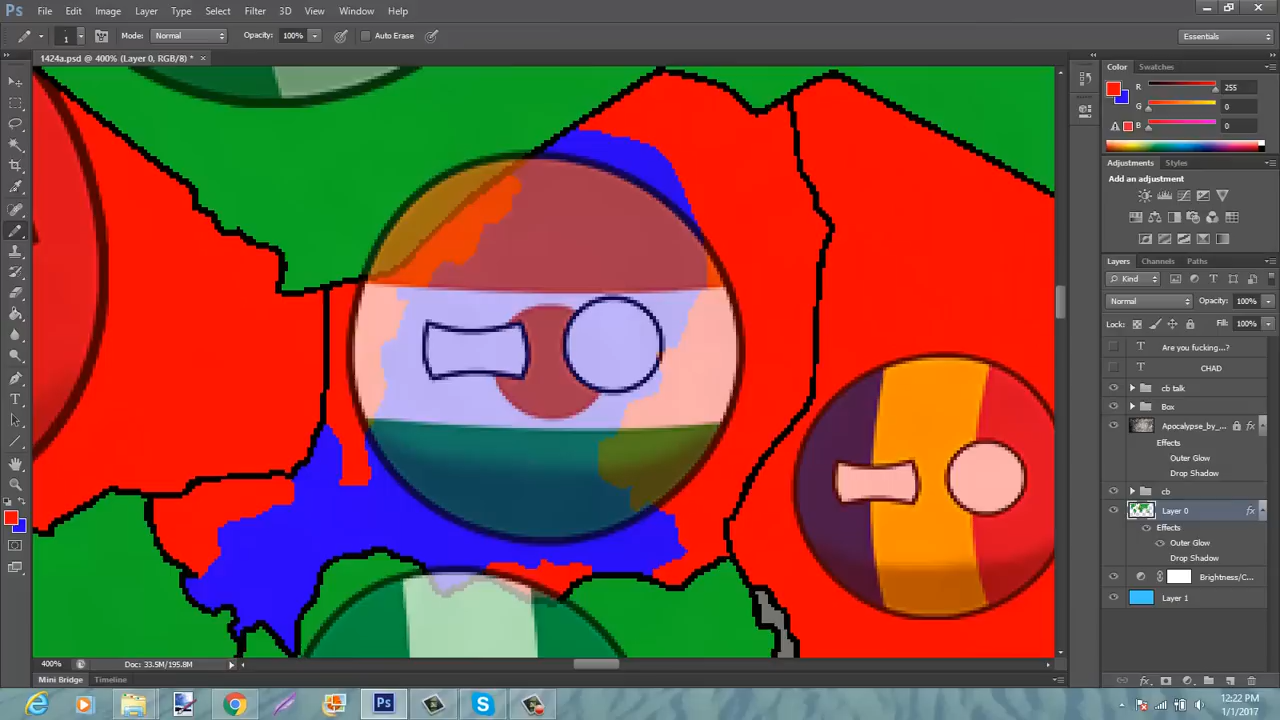 Ps File Edit Image Layer Type Select Filter 3D View Window Help
1 Mode: Normal Opacity: 100% Auto Erase Essentials
1424a.psd @ 400% (Layer 0, RGB/8) * ×
Color Swatches
R 255
G 0
B 0
Adjustments Styles
Add an adjustment
Layers Channels Paths
Kind
Normal Opacity: 100%
Lock: Fill: 100%
T Are you fucking...?
T CHAD
cb talk
Box
Apocalypse_by_... fx
Effects
Outer Glow
Drop Shadow
cb
Layer 0 fx
Effects
Outer Glow
Drop Shadow
Brightness/C...
Layer 1
400% Doc: 33.5M/195.8M
Mini Bridge Timeline
Ps
12:22 PM
1/1/2017